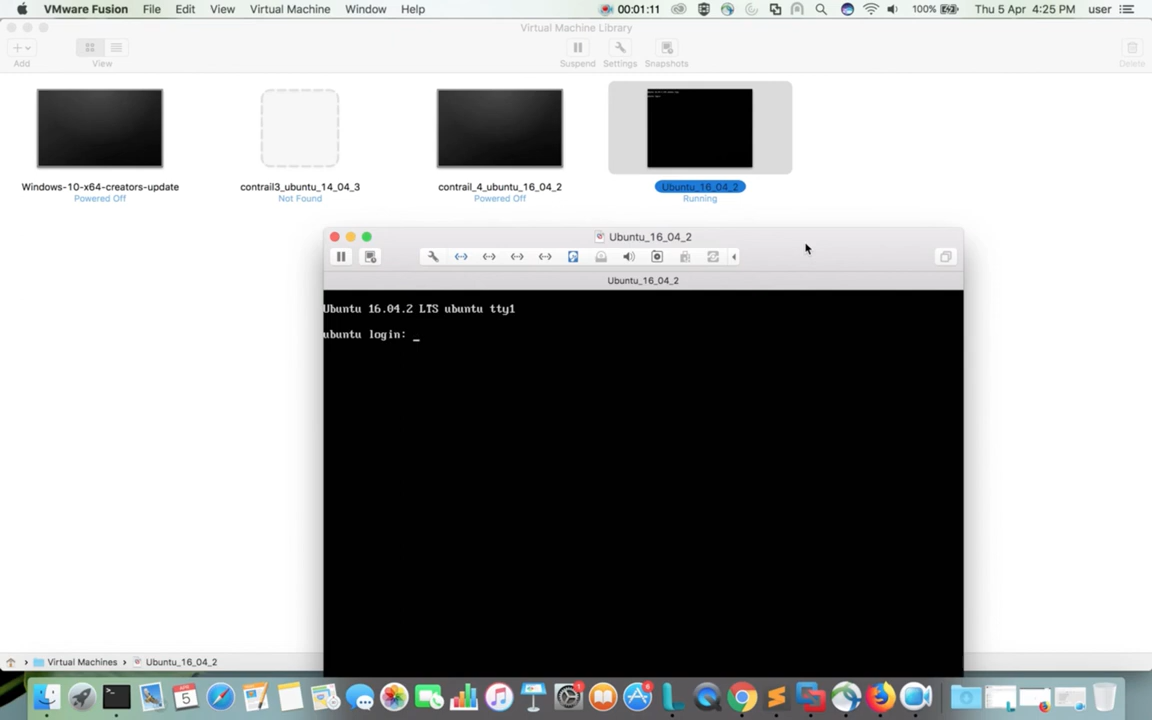 VMware Fusion File Edit View Virtual Machine Window Help 00:01:11 100% Thu 5 Apr 4:25 PM user
Virtual Machine Library
Add View Suspend Settings Snapshots Delete
Windows-10-x64-creators-update
Powered Off
contrail3_ubuntu_14_04_3
Not Found
contrail_4_ubuntu_16_04_2
Powered Off
Ubuntu_16_04_2
Running
Ubuntu_16_04_2
Ubuntu_16_04_2
Ubuntu 16.04.2 LTS ubuntu tty1
ubuntu login: _
Virtual Machines Ubuntu_16_04_2
APR
5